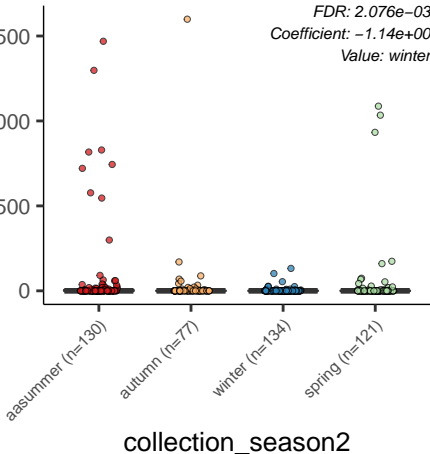 FDR: 2.076e−03
Coefficient: −1.14e+00
Value: winter
500
000
500
0
aasummer (n=130)
autumn (n=77)
winter (n=134)
spring (n=121)
collection_season2